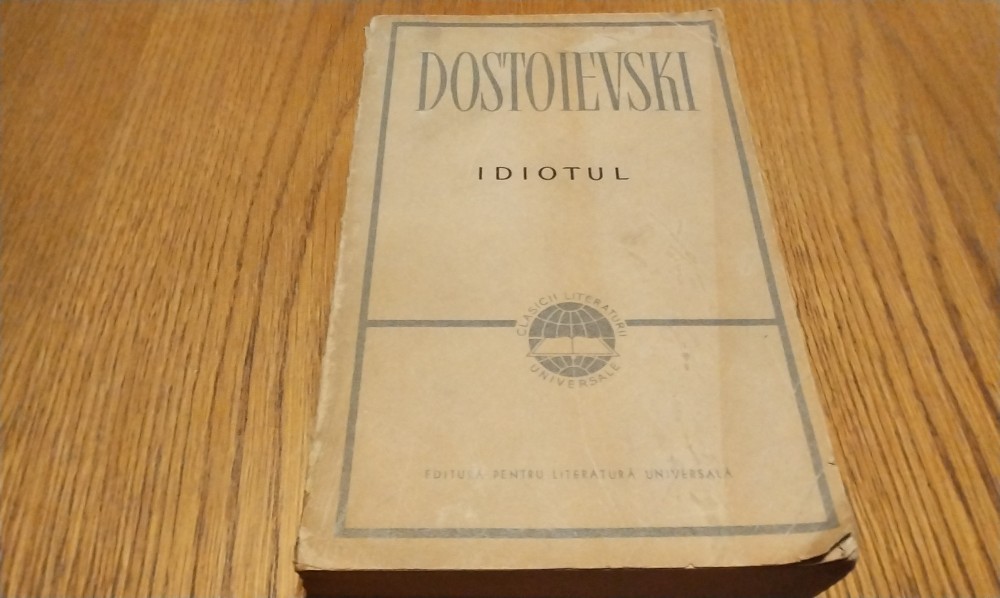 DOSTOIEVSKI
IDIOTUL
CLASICII LITERATURII
UNIVERSALE
EDITURA PENTRU LITERATURĂ UNIVERSALĂ